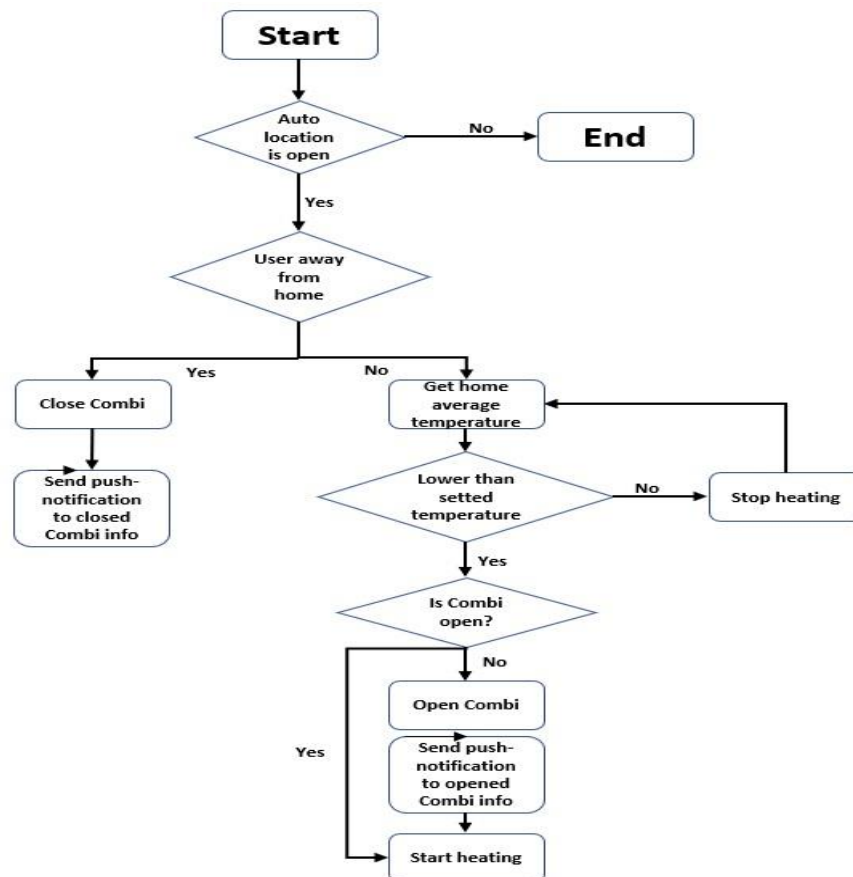 Start
Auto
location
is open
No
End
Yes
User away
from
home
Yes
No
Close Combi
Get home
average
temperature
Send push-
notification
to closed
Combi info
Lower than
setted
temperature
No
Stop heating
Yes
Is Combi
open?
No
Open Combi
Yes
Send push-
notification
to opened
Combi info
Start heating